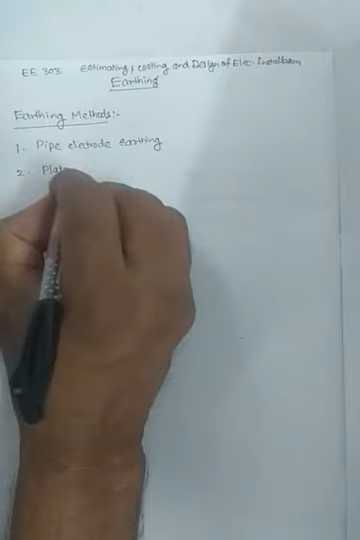 EE 303 Estimating, costing and Design of Elec. Installation
Earthing
Earthing Methods:-
1. Pipe electrode earthing
2. Plat